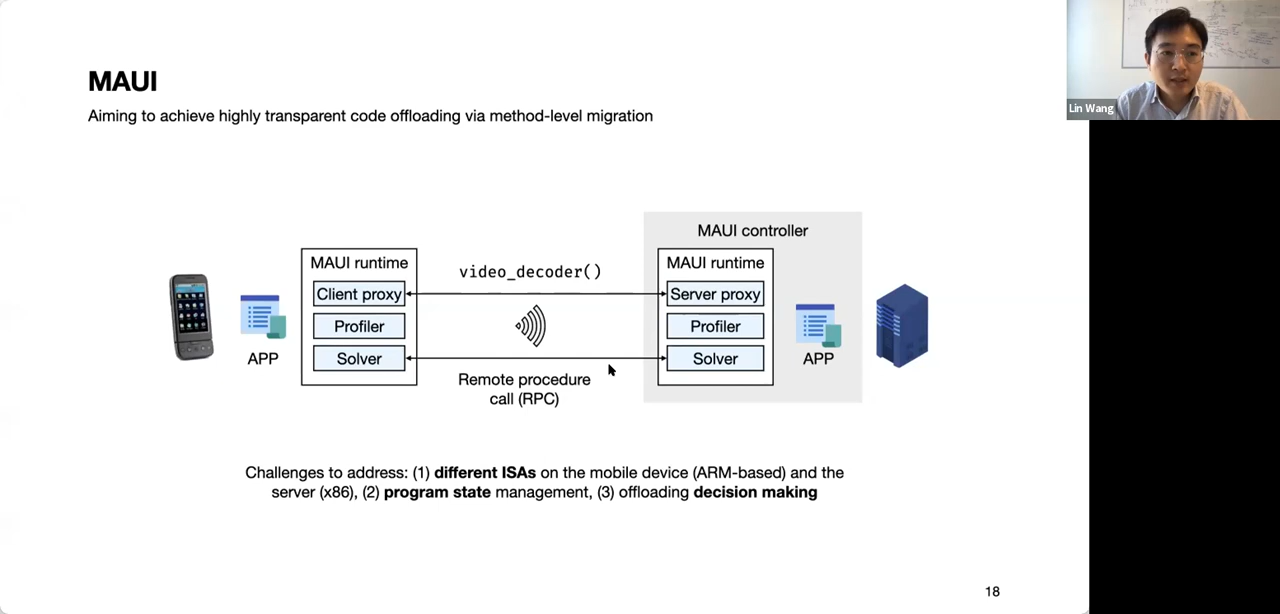 Lin Wang
MAUI
Aiming to achieve highly transparent code offloading via method-level migration
MAUI controller
MAUI runtime
Client proxy
Profiler
Solver
APP
video_decoder()
Remote procedure
call (RPC)
MAUI runtime
Server proxy
Profiler
Solver
APP
Challenges to address: (1) different ISAs on the mobile device (ARM-based) and the
server (x86), (2) program state management, (3) offloading decision making
18